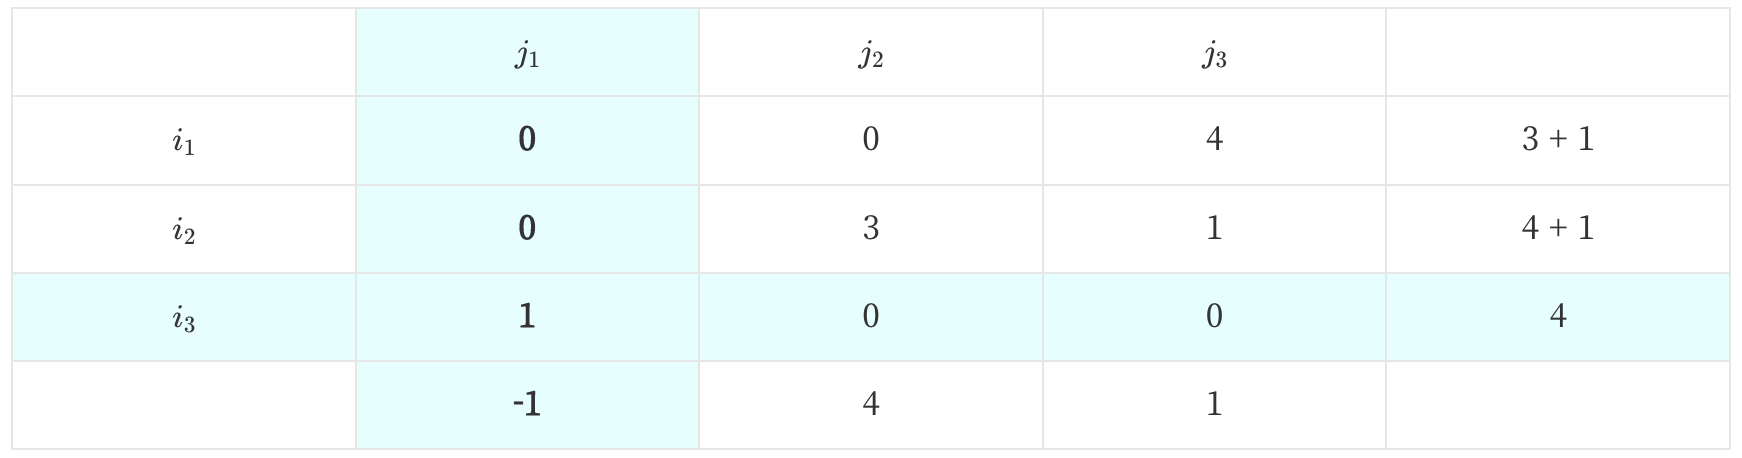 j₁ j₂ j₃
i₁ 0 0 4 3 + 1
i₂ 0 3 1 4 + 1
i₃ 1 0 0 4
-1 4 1